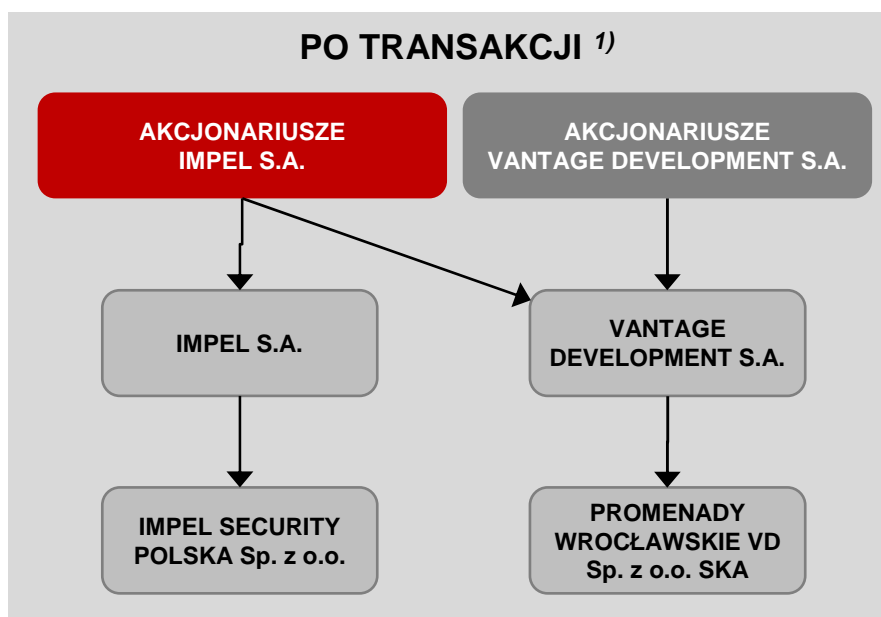 PO TRANSAKCJI 1)
AKCJONARIUSZE
IMPEL S.A.
AKCJONARIUSZE
VANTAGE DEVELOPMENT S.A.
IMPEL S.A.
VANTAGE
DEVELOPMENT S.A.
IMPEL SECURITY
POLSKA Sp. z o.o.
PROMENADY
WROCŁAWSKIE VD
Sp. z o.o. SKA